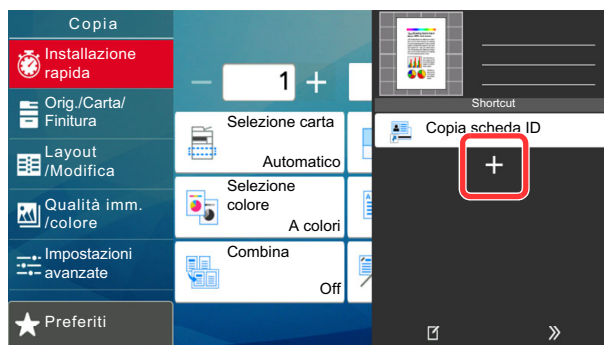 Copia
Installazione
rapida
Orig./Carta/
Finitura
Layout
/Modifica
Qualità imm.
/colore
Impostazioni
avanzate
Preferiti
− 1 +
Selezione carta
Automatico
Selezione
colore
A colori
Combina
Off
Shortcut
Copia scheda ID
+